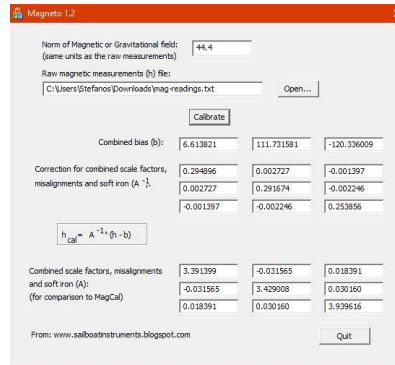 Magneto 1.2
Norm of Magnetic or Gravitational field: 44.4
(same units as the raw measurements)
Raw magnetic measurements (h) file:
C:\Users\Stefanos\Downloads\mag-readings.txt Open...
Calibrate
Combined bias (b): 6.613821 111.731581 -120.336009
Correction for combined scale factors, 0.294896 0.002727 -0.001397
misalignments and soft iron (A⁻¹): 0.002727 0.291674 -0.002246
-0.001397 -0.002246 0.253856
h cal = A⁻¹* (h - b)
Combined scale factors, misalignments 3.391399 -0.031565 0.018391
and soft iron (A): -0.031565 3.429008 0.030160
(for comparison to MagCal) 0.018391 0.030160 3.939616
From: www.sailboatinstruments.blogspot.com Quit